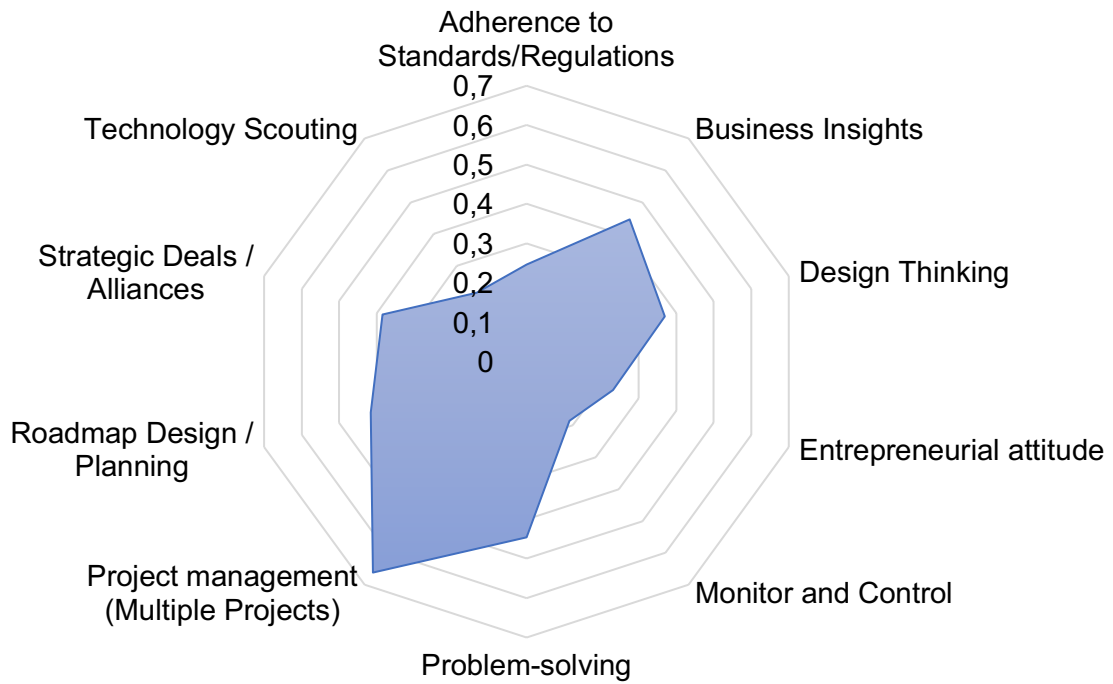 Adherence to
Standards/Regulations
0,7
0,6
0,5
0,4
0,3
0,2
0,1
0
Business Insights
Design Thinking
Entrepreneurial attitude
Monitor and Control
Problem-solving
Project management
(Multiple Projects)
Roadmap Design /
Planning
Strategic Deals /
Alliances
Technology Scouting